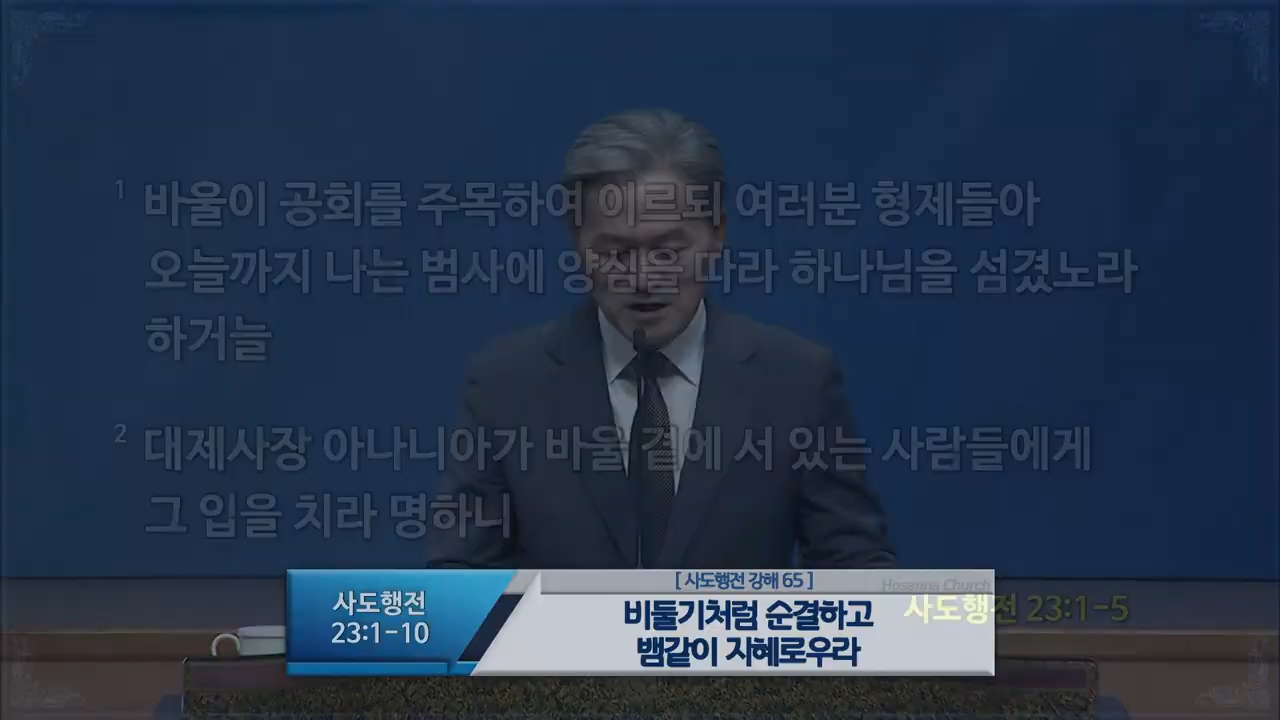 1 바울이 공회를 주목하여 이르되 여러분 형제들아
오늘까지 나는 범사에 양심을 따라 하나님을 섬겼노라
하거늘
2 대제사장 아나니아가 바울 곁에 서 있는 사람들에게
그 입을 치라 명하니
사도행전 23:1-5
사도행전
23:1-10
[ 사도행전 강해 65 ]
비둘기처럼 순결하고
뱀같이 지혜로우라
Hosanna Church